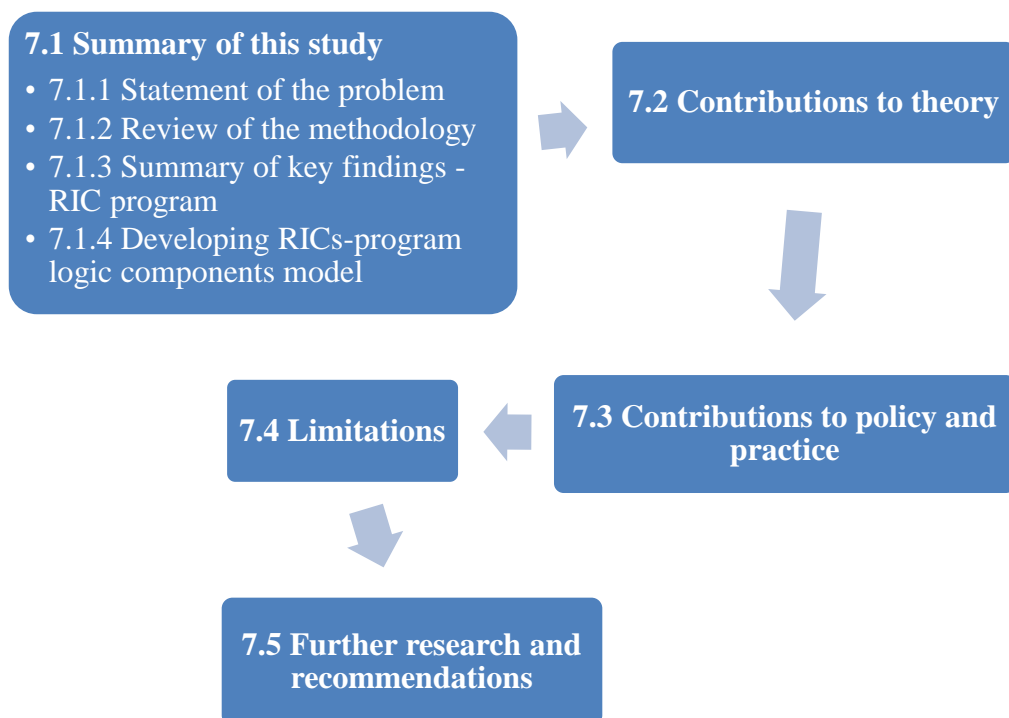 7.1 Summary of this study
• 7.1.1 Statement of the problem
• 7.1.2 Review of the methodology
• 7.1.3 Summary of key findings -
RIC program
• 7.1.4 Developing RICs-program
logic components model
7.2 Contributions to theory
7.3 Contributions to policy and
practice
7.4 Limitations
7.5 Further research and
recommendations